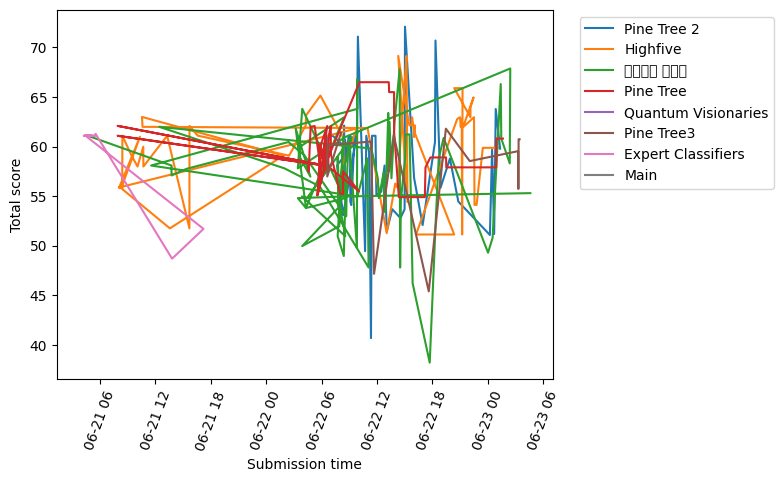 Total score
70
65
60
55
50
45
40
06-21 06
06-21 12
06-21 18
06-22 00
06-22 06
06-22 12
06-22 18
06-23 00
06-23 06
Submission time
Pine Tree 2
Highfive
Pine Tree
Quantum Visionaries
Pine Tree3
Expert Classifiers
Main